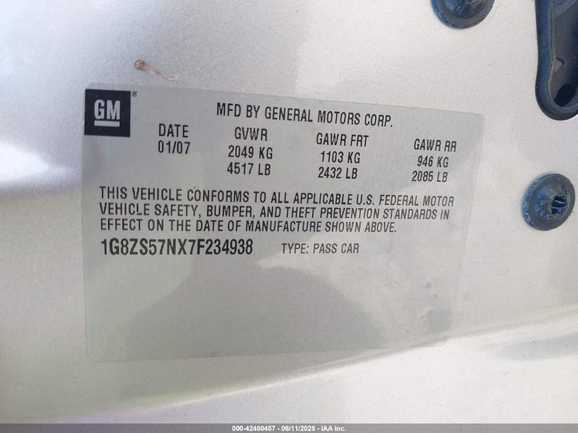 GM ®
MFD BY GENERAL MOTORS CORP.
DATE GVWR GAWR FRT GAWR RR
01/07 2049 KG 1103 KG 946 KG
4517 LB 2432 LB 2085 LB
THIS VEHICLE CONFORMS TO ALL APPLICABLE U.S. FEDERAL MOTOR
VEHICLE SAFETY, BUMPER, AND THEFT PREVENTION STANDARDS IN
EFFECT ON THE DATE OF MANUFACTURE SHOWN ABOVE.
1G8ZS57NX7F234938 TYPE: PASS CAR
000-42460457 - 06/11/2025 - IAA Inc.